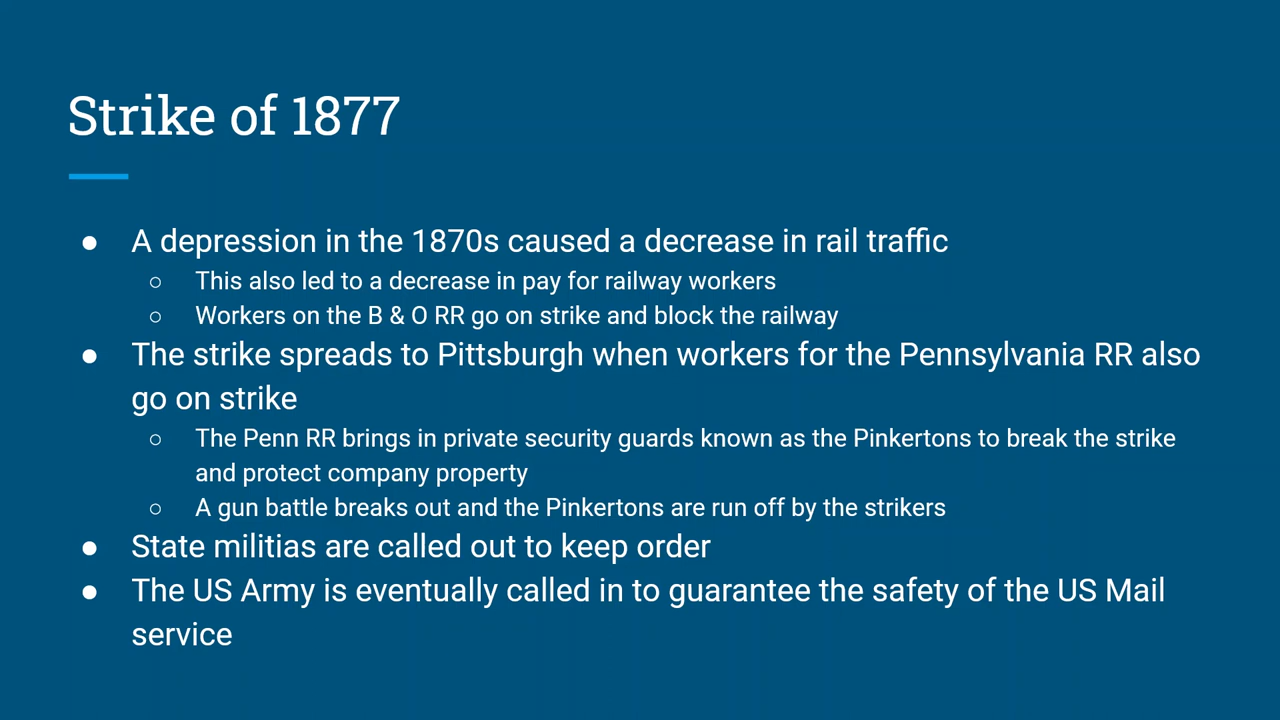 Strike of 1877
● A depression in the 1870s caused a decrease in rail traffic
○ This also led to a decrease in pay for railway workers
○ Workers on the B & O RR go on strike and block the railway
● The strike spreads to Pittsburgh when workers for the Pennsylvania RR also
go on strike
○ The Penn RR brings in private security guards known as the Pinkertons to break the strike
and protect company property
○ A gun battle breaks out and the Pinkertons are run off by the strikers
● State militias are called out to keep order
● The US Army is eventually called in to guarantee the safety of the US Mail
service